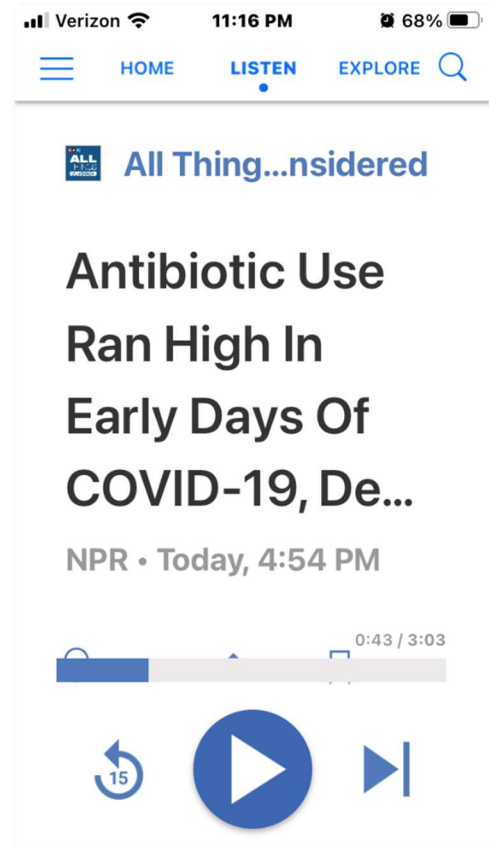 Verizon 11:16 PM 68%
HOME LISTEN EXPLORE
ALL
All Thing...nsidered
Antibiotic Use
Ran High In
Early Days Of
COVID-19, De...
NPR • Today, 4:54 PM
0:43 / 3:03
15